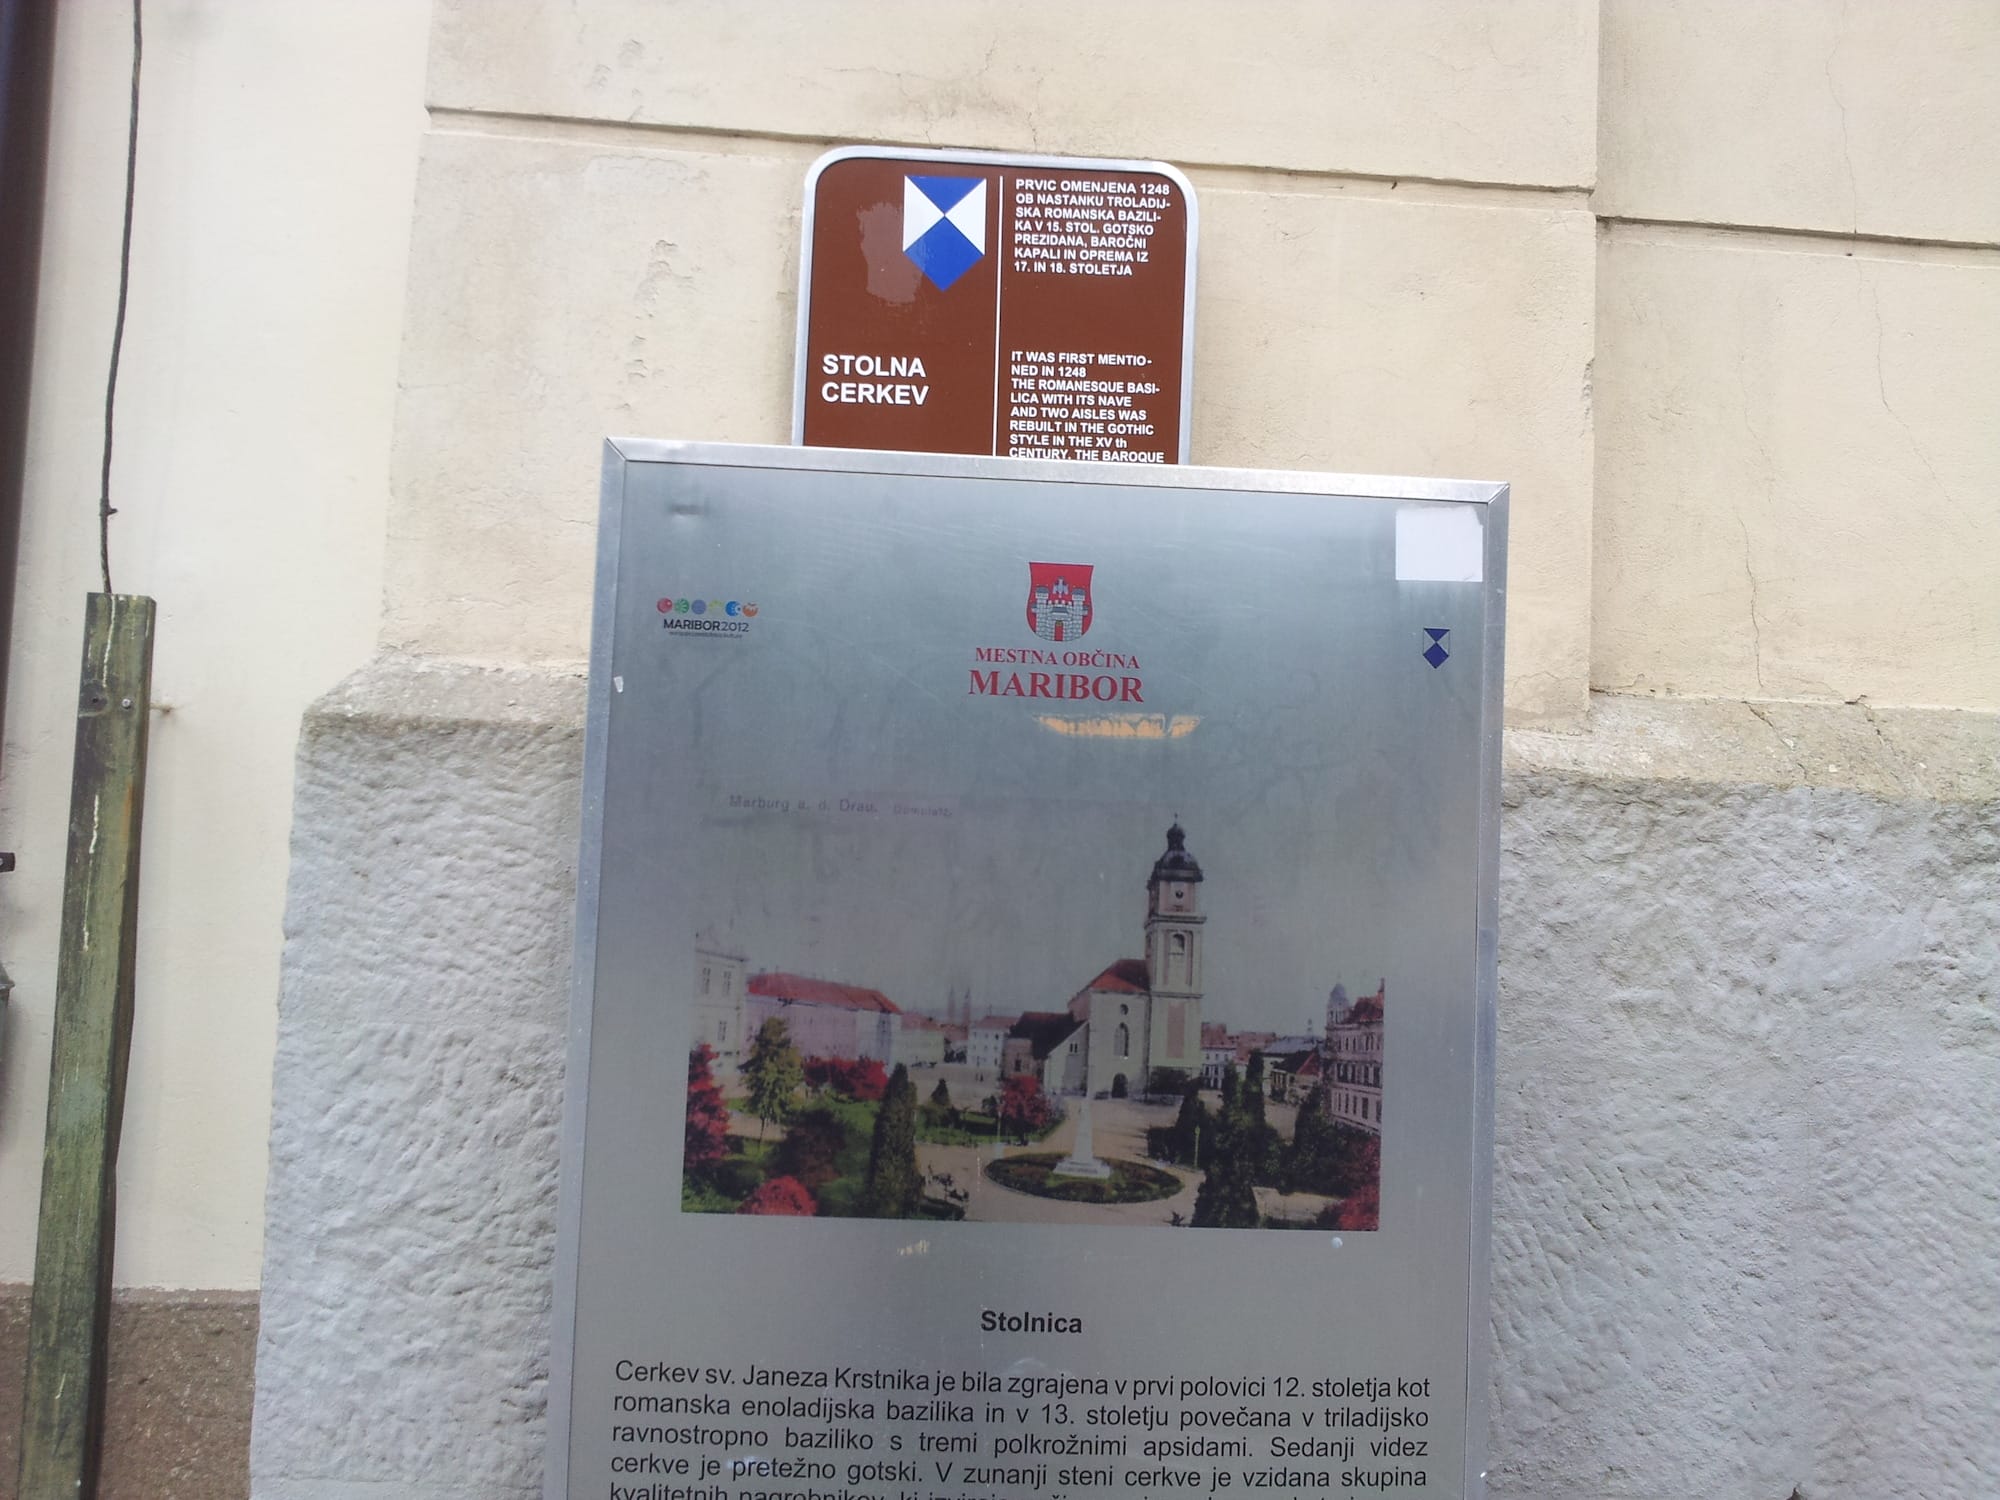 PRVIC OMENJENA 1248
OB NASTANKU TROLADIJ-
SKA ROMANSKA BAZILI-
KA V 15. STOL. GOTSKO
PREZIDANA, BAROČNI
KAPALI IN OPREMA IZ
17. IN 18. STOLETJA
STOLNA
CERKEV
IT WAS FIRST MENTIO-
NED IN 1248
THE ROMANESQUE BASI-
LICA WITH ITS NAVE
AND TWO AISLES WAS
REBUILT IN THE GOTHIC
STYLE IN THE XV th
CENTURY. THE BAROQUE
MARIBOR2012
MESTNA OBČINA
MARIBOR
Marburg a. d. Drau. Domplatz.
Stolnica
Cerkev sv. Janeza Krstnika je bila zgrajena v prvi polovici 12. stoletja kot
romanska enoladijska bazilika in v 13. stoletju povečana v triladijsko
ravnostropno baziliko s tremi polkrožnimi apsidami. Sedanji videz
cerkve je pretežno gotski. V zunanji steni cerkve je vzidana skupina
kvalitetnih nagrobnikov, ki